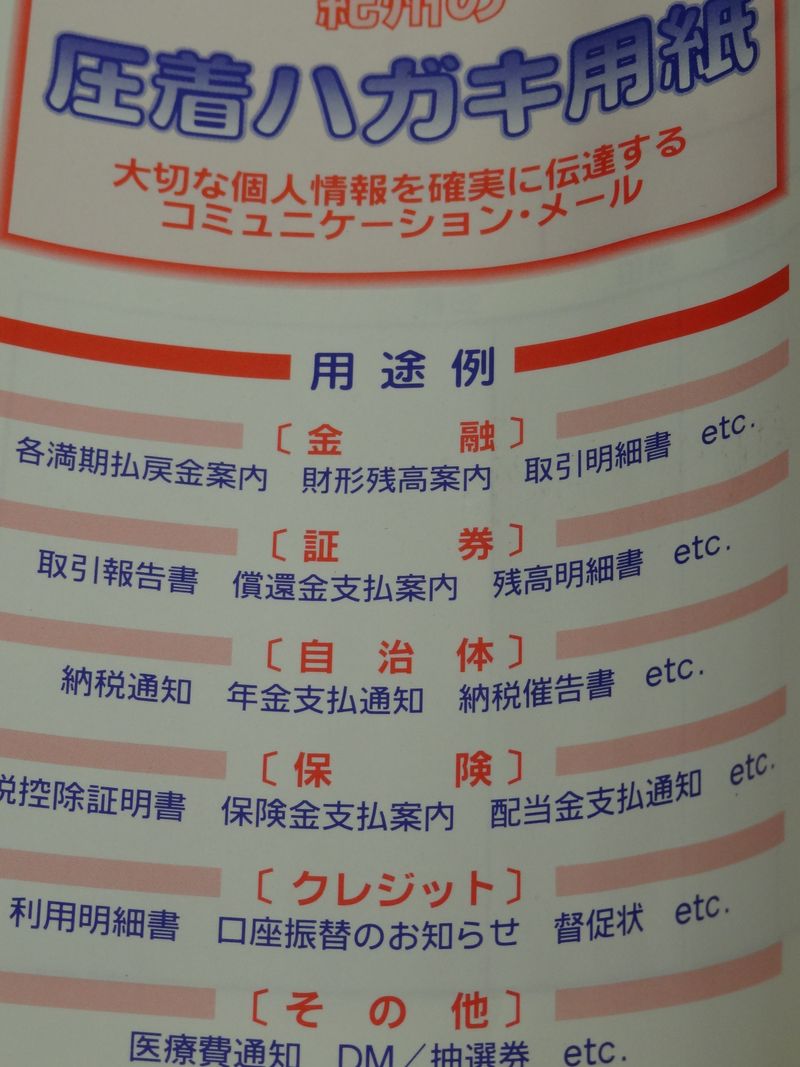 紀州の
圧着ハガキ用紙
大切な個人情報を確実に伝達する
コミュニケーション・メール
用途例
〔金融〕
各満期払戻金案内 財形残高案内 取引明細書 etc.
〔証券〕
取引報告書 償還金支払案内 残高明細書 etc.
〔自治体〕
納税通知 年金支払通知 納税催告書 etc.
〔保険〕
税控除証明書 保険金支払案内 配当金支払通知 etc.
〔クレジット〕
利用明細書 口座振替のお知らせ 督促状 etc.
〔その他〕
医療費通知 DM／抽選券 etc.